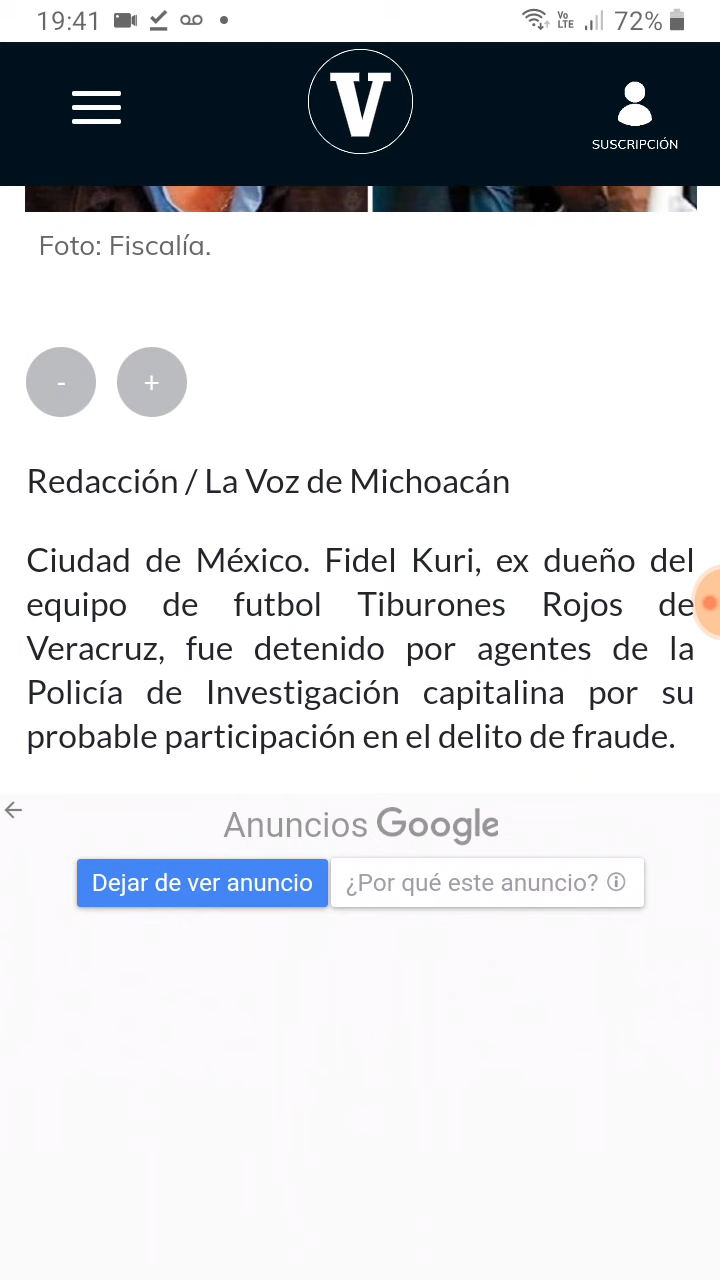 19:41 Vo LTE 72%
V
SUSCRIPCIÓN
Foto: Fiscalía.
- +
Redacción / La Voz de Michoacán
Ciudad de México. Fidel Kuri, ex dueño del
equipo de futbol Tiburones Rojos de
Veracruz, fue detenido por agentes de la
Policía de Investigación capitalina por su
probable participación en el delito de fraude.
Anuncios Google
Dejar de ver anuncio ¿Por qué este anuncio?